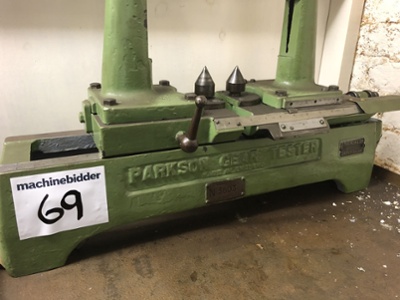 PARKSON GEAR TESTER
machinebidder
69